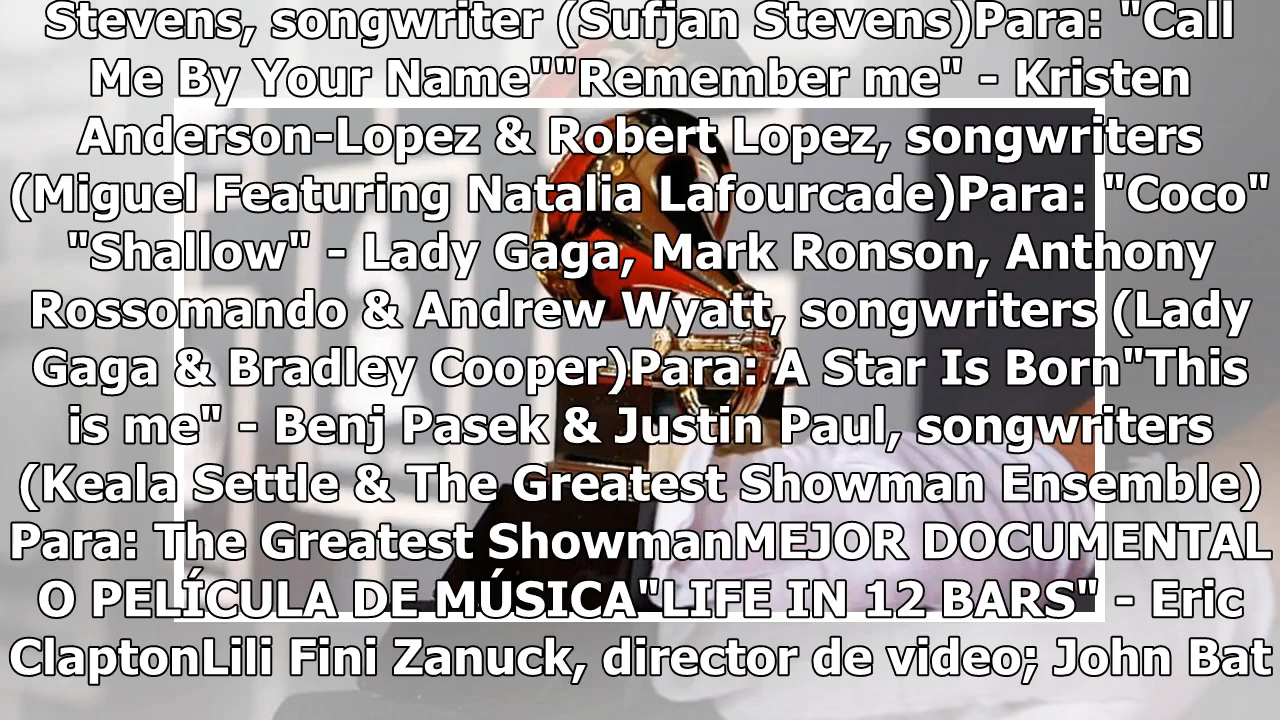 Stevens, songwriter (Sufjan Stevens)Para: "Call
Me By Your Name""Remember me" - Kristen
Anderson-Lopez & Robert Lopez, songwriters
(Miguel Featuring Natalia Lafourcade)Para: "Coco"
"Shallow" - Lady Gaga, Mark Ronson, Anthony
Rossomando & Andrew Wyatt, songwriters (Lady
Gaga & Bradley Cooper)Para: A Star Is Born"This
is me" - Benj Pasek & Justin Paul, songwriters
(Keala Settle & The Greatest Showman Ensemble)
Para: The Greatest ShowmanMEJOR DOCUMENTAL
O PELÍCULA DE MÚSICA"LIFE IN 12 BARS" - Eric
ClaptonLili Fini Zanuck, director de video; John Bat